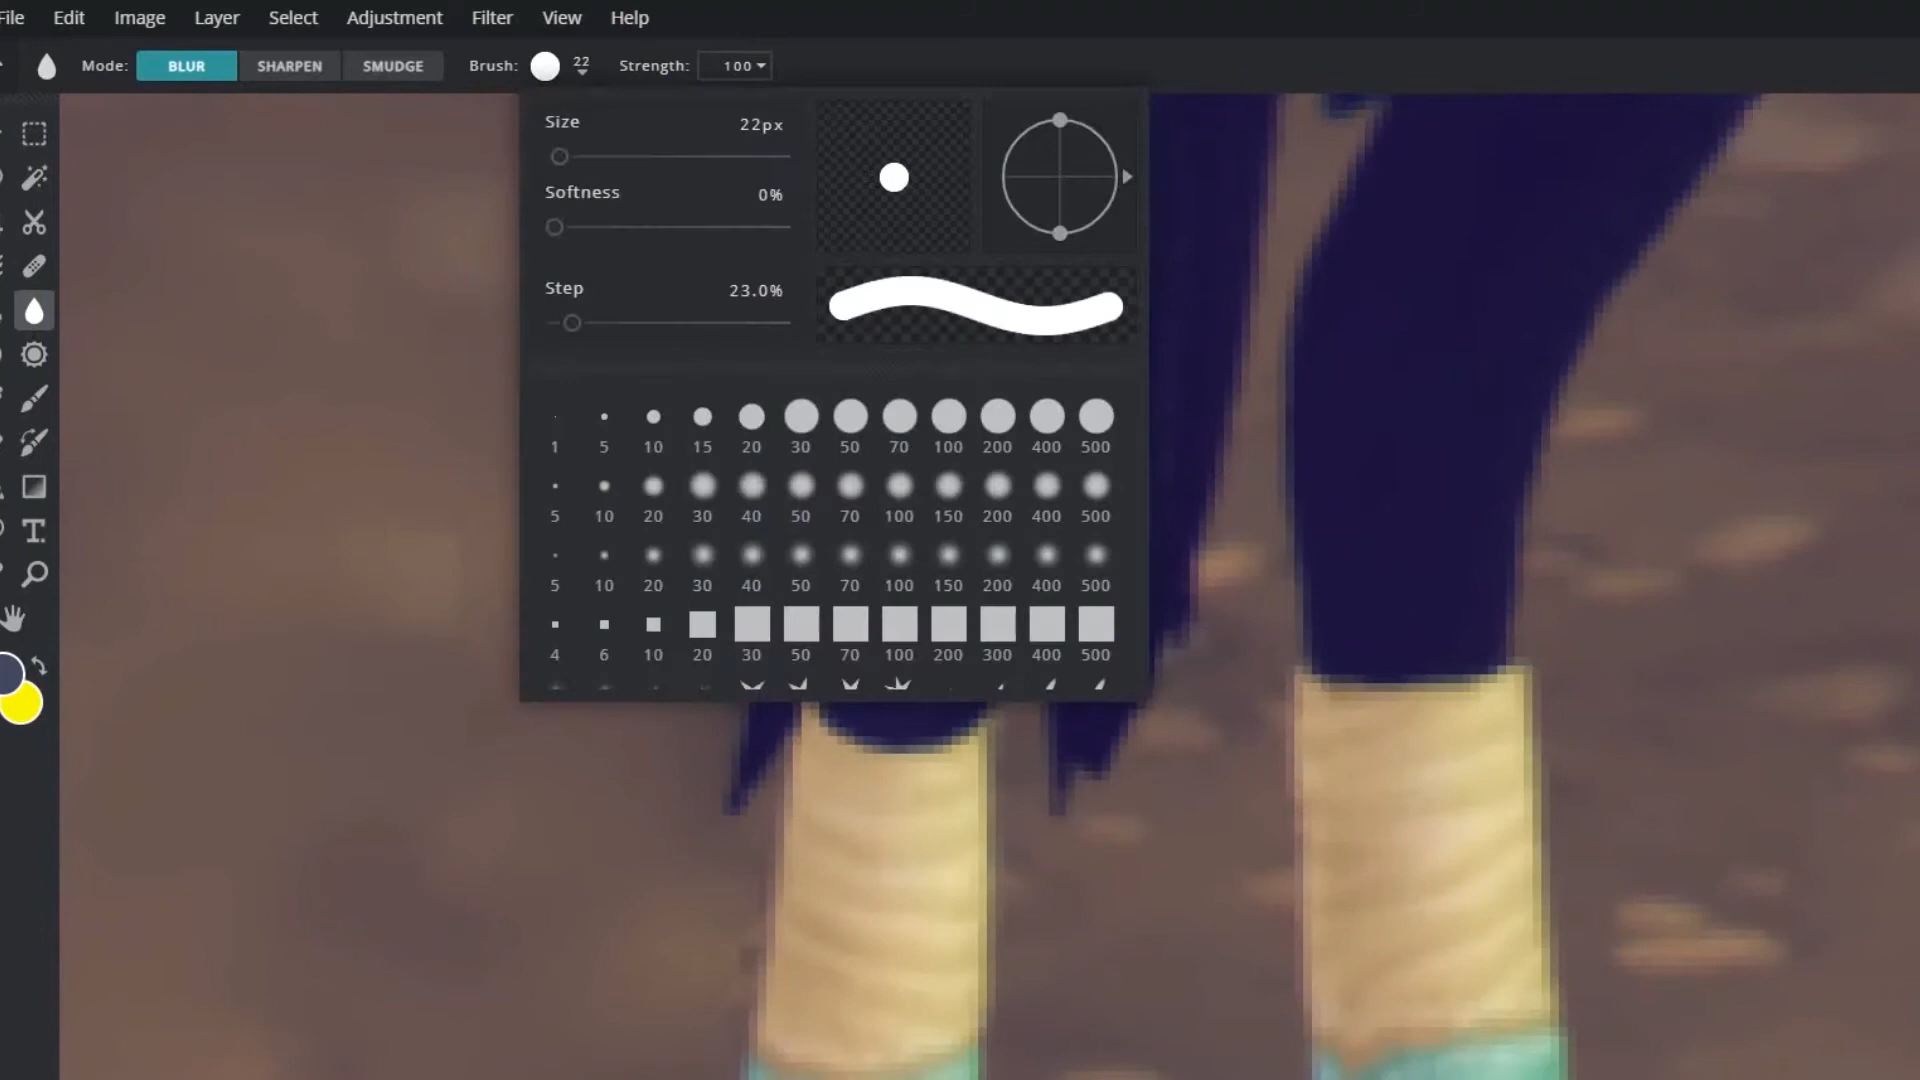 File Edit Image Layer Select Adjustment Filter View Help
Mode: BLUR SHARPEN SMUDGE Brush: 22 Strength: 100
Size 22px
Softness 0%
Step 23.0%
1 5 10 15 20 30 50 70 100 200 400 500
5 10 20 30 40 50 70 100 150 200 400 500
5 10 20 30 40 50 70 100 150 200 400 500
4 6 10 20 30 50 70 100 200 300 400 500
T.